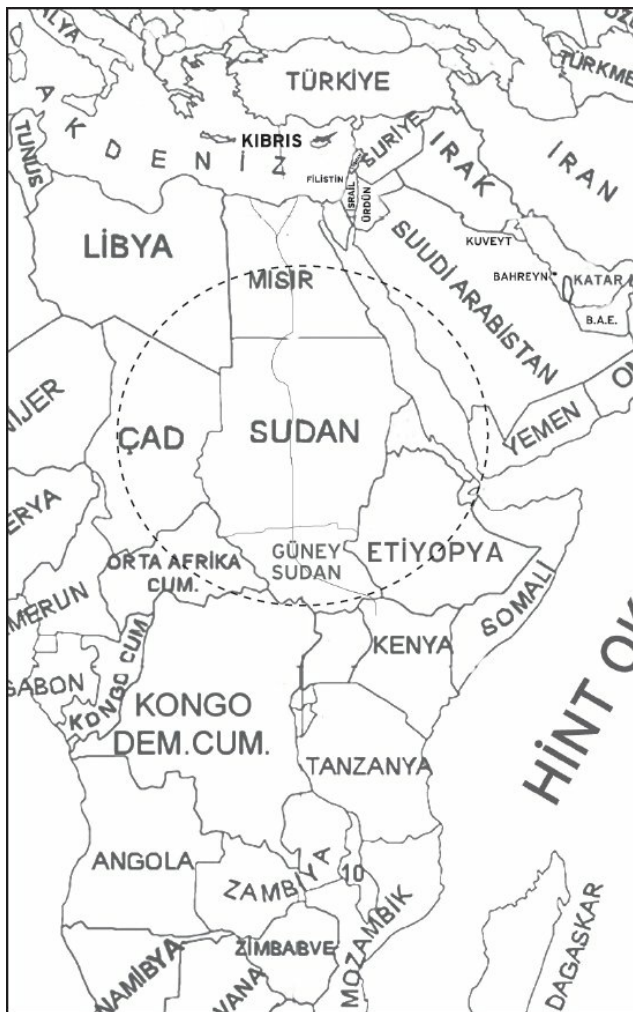 TÜRKİYE
TÜRKME
AKDENİZ
KIBRIS
SURİYE
TUNUS
FİLİSTİN
İSRAİL
ÜRDÜN
IRAK
İRAN
LİBYA
KUVEYT
MISIR
BAHREYN
KATAR
SUUDİ ARABİSTAN
B.A.E.
NİJER
ÇAD
SUDAN
YEMEN
ERYA
ORTA AFRİKA
CUM.
GÜNEY
SUDAN
ETİYOPYA
SOMALİ
MERUN
GABON
KONGO CUM
KENYA
KONGO
DEM.CUM.
TANZANYA
HİNT OK
ANGOLA
ZAMBİYA
10
MOZAMBİK
ZİMBABVE
NAMİBYA
VANA
DAGASKAR